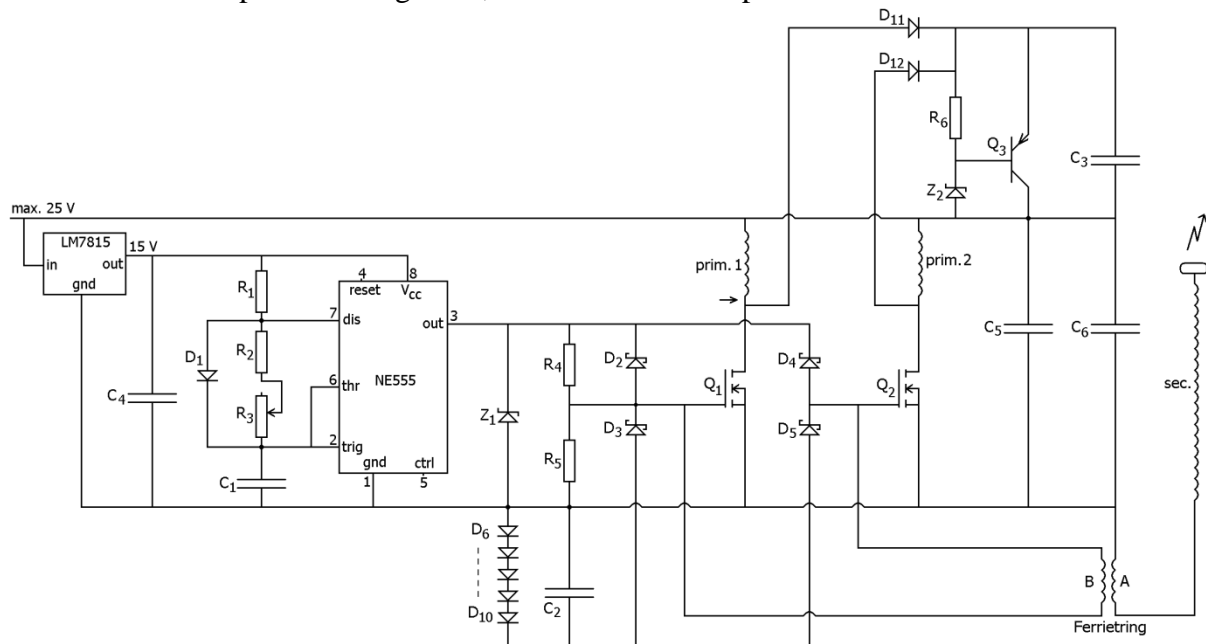 D11
D12
R6
Q3
C3
Z2
max. 25 V
LM7815
15 V
in
out
gnd
prim. 1
prim. 2
4
8
reset
VCC
R1
7
dis
out
3
D1
R2
C5
C6
R4
D2
D4
6
thr
NE555
Q1
Q2
sec.
C4
R3
Z1
D3
D5
2
trig
R5
gnd
ctrl
C1
1
5
D6
B
A
D10
C2
Ferrietring